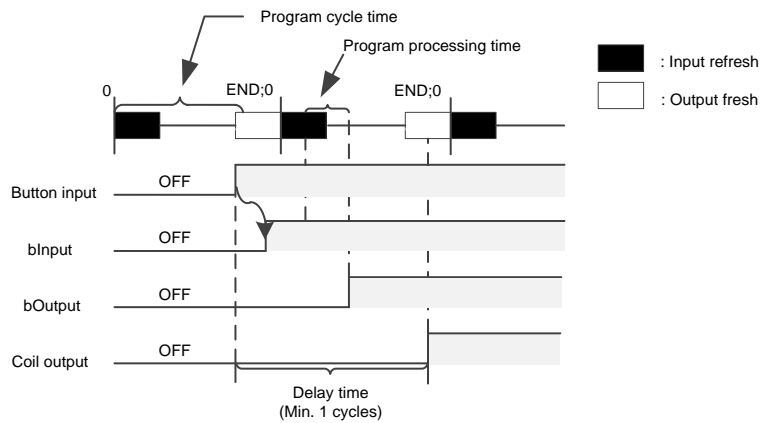 Program cycle time
Program processing time
: Input refresh
: Output fresh
0
END;0
END;0
Button input
OFF
bInput
OFF
bOutput
OFF
Coil output
OFF
Delay time
(Min. 1 cycles)